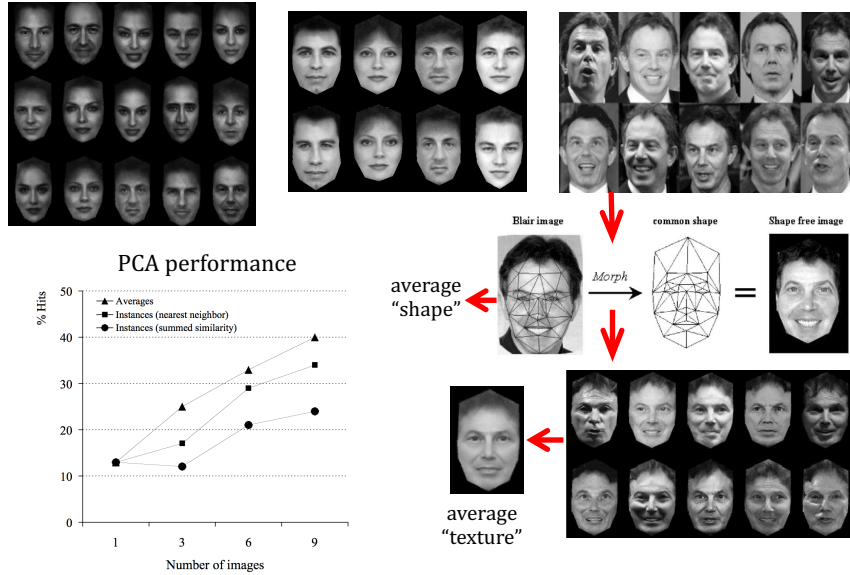 Blair image
common shape
Shape free image
Morph
average
“shape”
average
“texture”
PCA performance
% Hits
50
40
30
20
10
0
Averages
Instances (nearest neighbor)
Instances (summed similarity)
1
3
6
9
Number of images